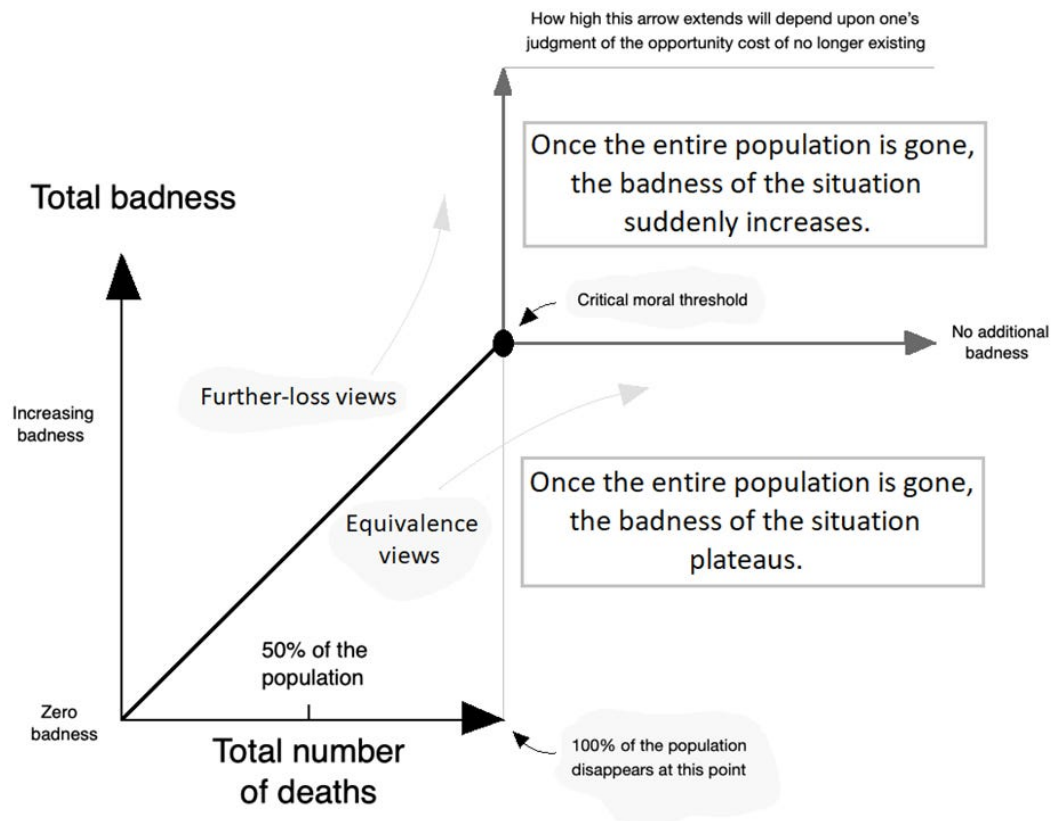 How high this arrow extends will depend upon one's
judgment of the opportunity cost of no longer existing
Once the entire population is gone,
the badness of the situation
suddenly increases.
Total badness
Critical moral threshold
No additional
badness
Further-loss views
Increasing
badness
Once the entire population is gone,
the badness of the situation
plateaus.
Equivalence
views
50% of the
population
Zero
badness
Total number
of deaths
100% of the population
disappears at this point